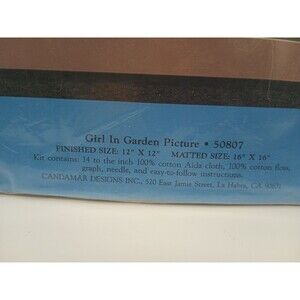 Girl In Garden Picture • 50807
FINISHED SIZE: 12" X 12" MATTED SIZE: 16" X 16"
Kit contains: 14 to the inch 100% cotton Aida cloth, 100% cotton floss,
graph, needle, and easy-to-follow instructions.
CANDAMAR DESIGNS INC., 520 East Jamie Street, La Habra, CA 90631